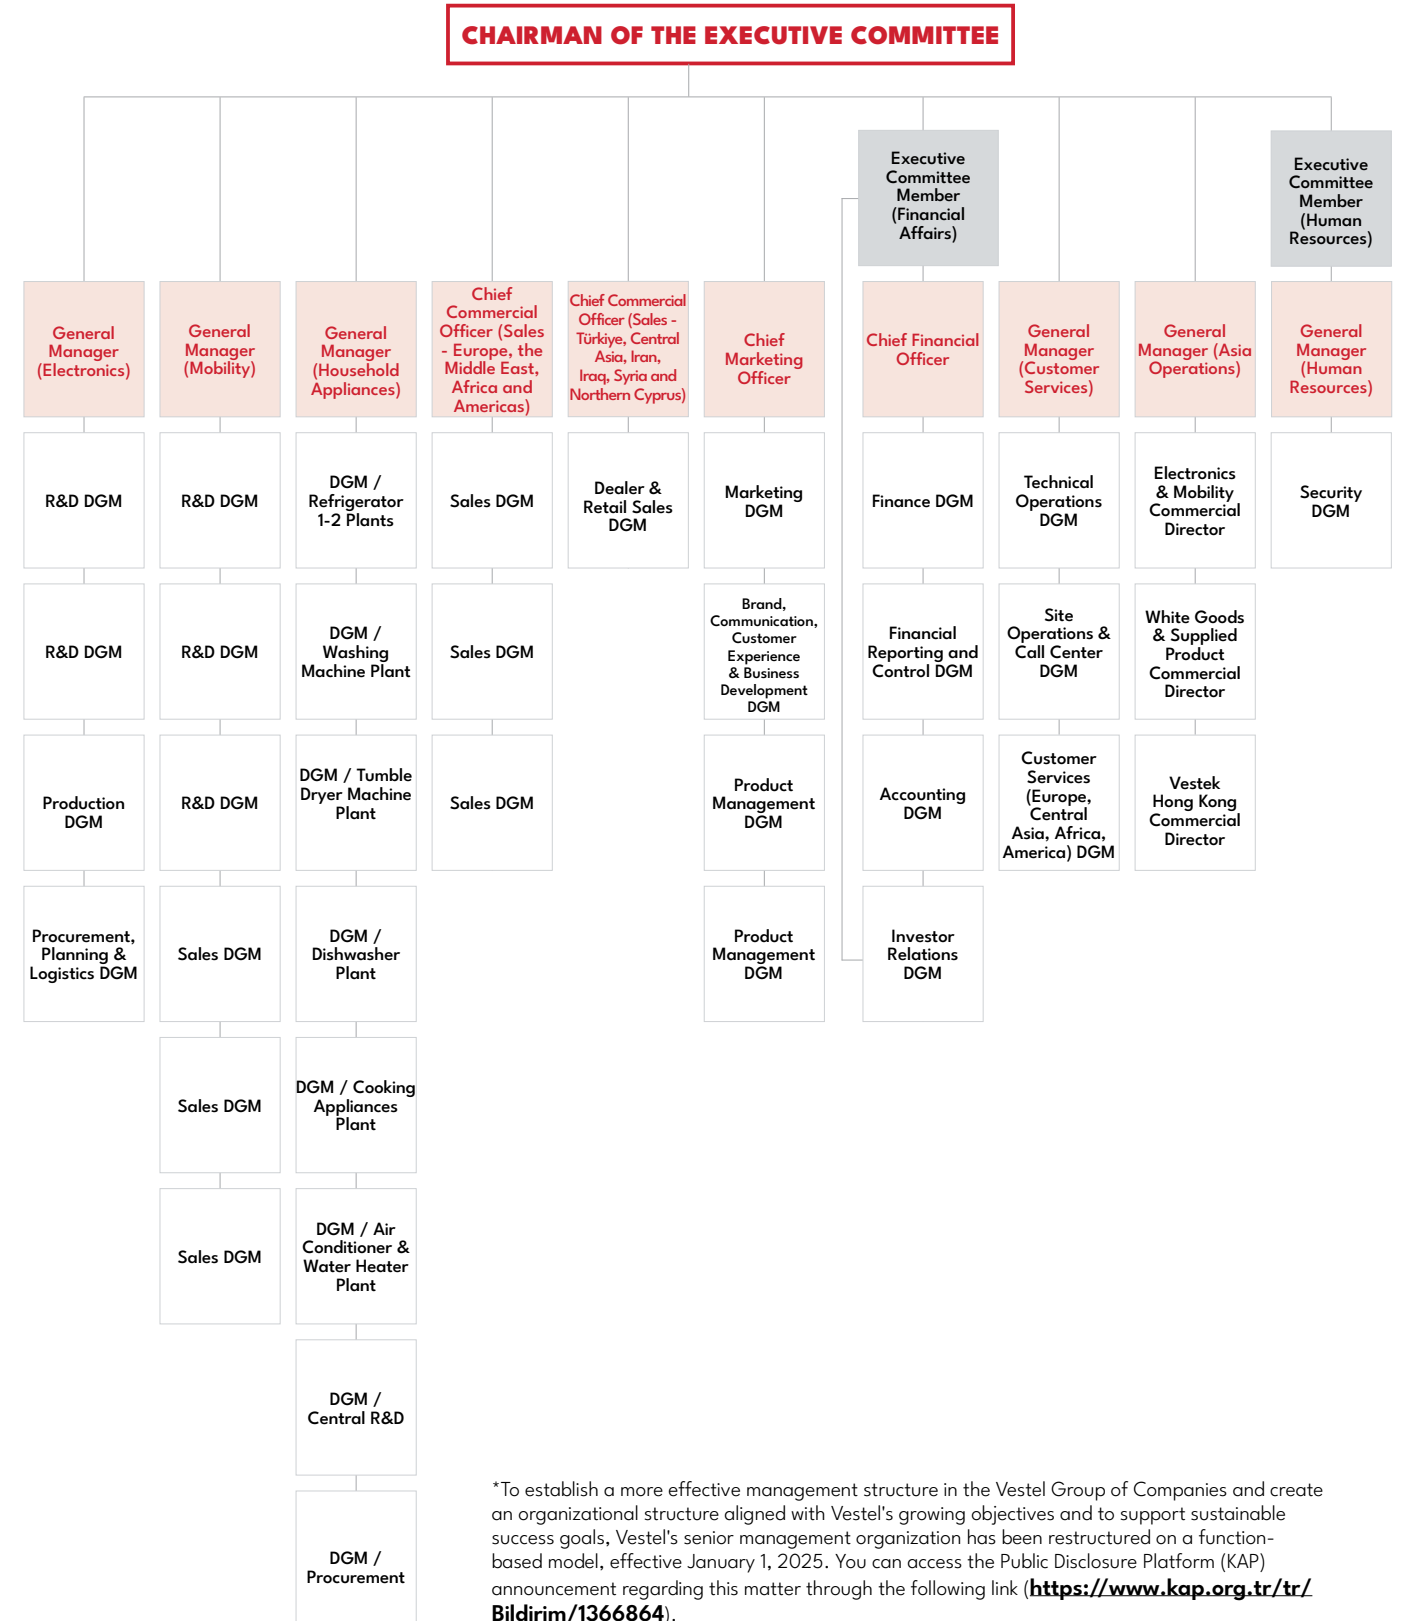 CHAIRMAN OF THE EXECUTIVE COMMITTEE
Executive
Committee
Member
(Financial
Affairs)
Executive
Committee
Member
(Human
Resources)
General
Manager
(Electronics)
General
Manager
(Mobility)
General
Manager
(Household
Appliances)
Chief
Commercial
Officer (Sales
- Europe, the
Middle East,
Africa and
Americas)
Chief Commercial
Officer (Sales -
Türkiye, Central
Asia, Iran,
Iraq, Syria and
Northern Cyprus)
Chief
Marketing
Officer
Chief Financial
Officer
General
Manager
(Customer
Services)
General
Manager (Asia
Operations)
General
Manager
(Human
Resources)
R&D DGM
R&D DGM
DGM /
Refrigerator
1-2 Plants
Sales DGM
Dealer &
Retail Sales
DGM
Marketing
DGM
Finance DGM
Technical
Operations
DGM
Electronics
& Mobility
Commercial
Director
Security
DGM
R&D DGM
R&D DGM
DGM /
Washing
Machine Plant
Sales DGM
Brand,
Communication,
Customer
Experience
& Business
Development
DGM
Financial
Reporting and
Control DGM
Site
Operations &
Call Center
DGM
White Goods
& Supplied
Product
Commercial
Director
Production
DGM
R&D DGM
DGM / Tumble
Dryer Machine
Plant
Sales DGM
Product
Management
DGM
Accounting
DGM
Customer
Services
(Europe,
Central
Asia, Africa,
America) DGM
Vestek
Hong Kong
Commercial
Director
Procurement,
Planning &
Logistics DGM
Sales DGM
DGM /
Dishwasher
Plant
Product
Management
DGM
Investor
Relations
DGM
Sales DGM
DGM / Cooking
Appliances
Plant
Sales DGM
DGM / Air
Conditioner &
Water Heater
Plant
DGM /
Central R&D
DGM /
Procurement
*To establish a more effective management structure in the Vestel Group of Companies and create
an organizational structure aligned with Vestel's growing objectives and to support sustainable
success goals, Vestel's senior management organization has been restructured on a function-
based model, effective January 1, 2025. You can access the Public Disclosure Platform (KAP)
announcement regarding this matter through the following link (https://www.kap.org.tr/tr/
Bildirim/1366864).